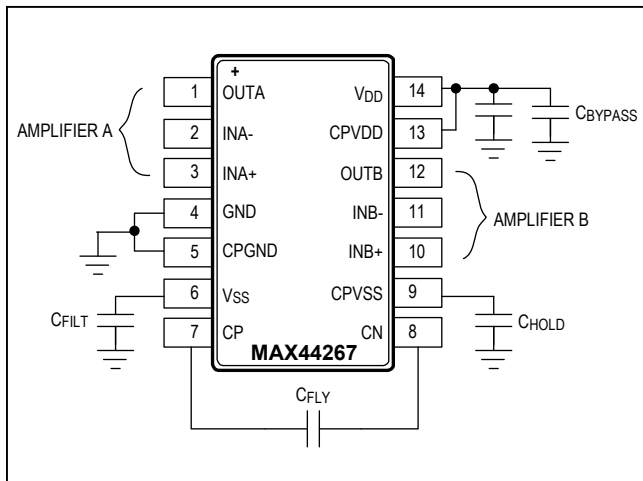 +
1 OUTA VDD 14
CBYPASS
AMPLIFIER A
2 INA- CPVDD 13
3 INA+ OUTB 12
4 GND INB- 11
AMPLIFIER B
5 CPGND INB+ 10
6 VSS CPVSS 9
CFILT
CHOLD
7 CP CN 8
MAX44267
CFLY